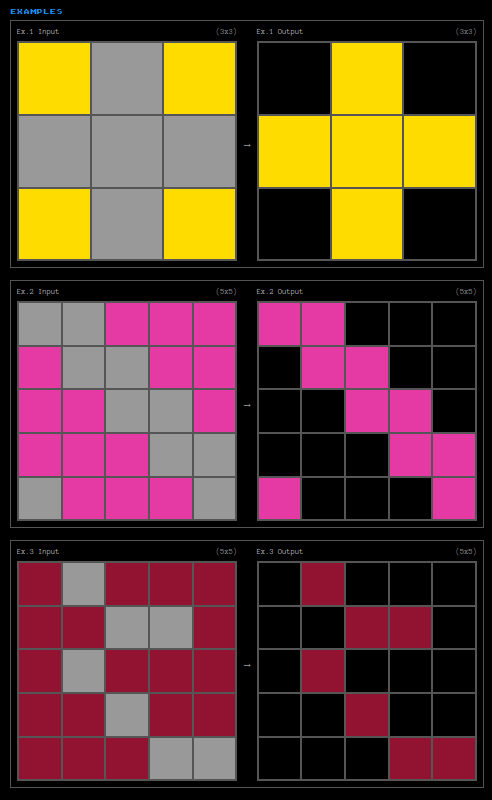 EXAMPLES
Ex.1 Input (3x3)
Ex.1 Output (3x3)
→
Ex.2 Input (5x5)
Ex.2 Output (5x5)
→
Ex.3 Input (5x5)
Ex.3 Output (5x5)
→